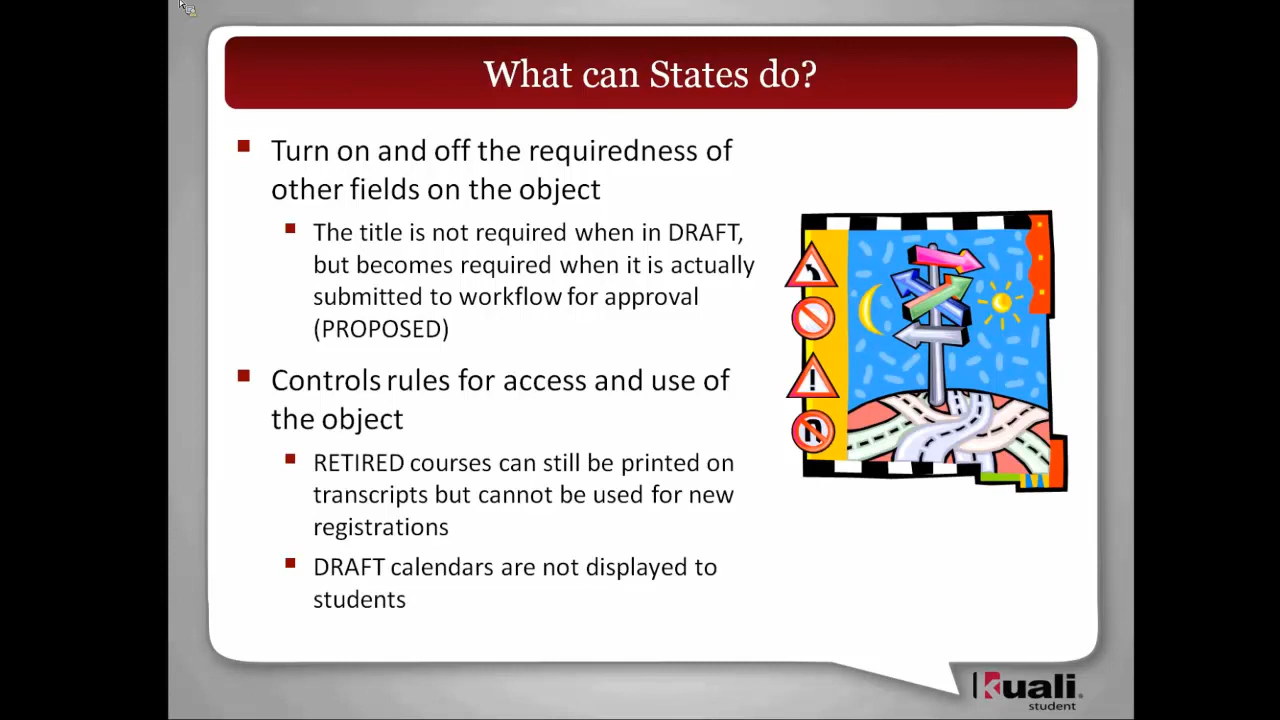 What can States do?
Turn on and off the requiredness of
other fields on the object
The title is not required when in DRAFT,
but becomes required when it is actually
submitted to workflow for approval
(PROPOSED)
Controls rules for access and use of
the object
RETIRED courses can still be printed on
transcripts but cannot be used for new
registrations
DRAFT calendars are not displayed to
students
kuali
student